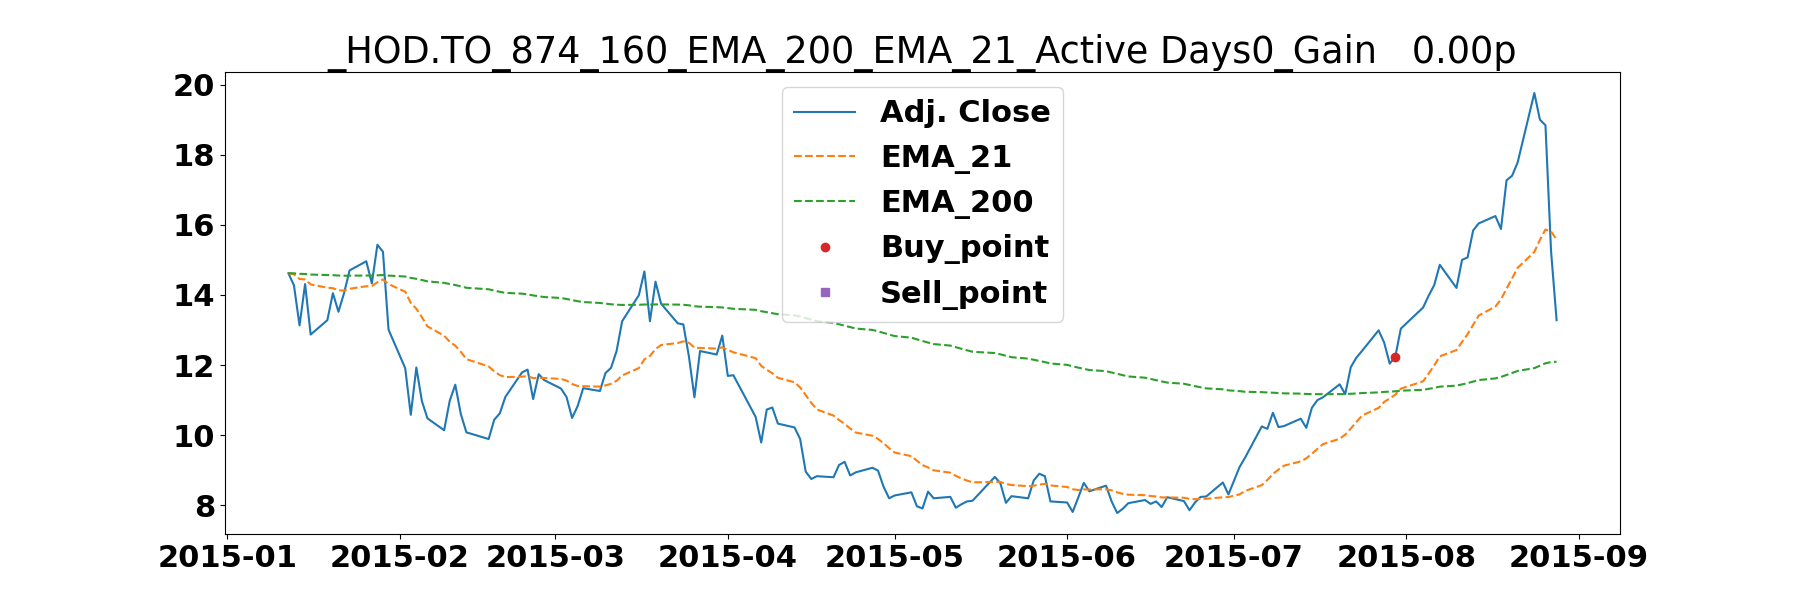 _HOD.TO_874_160_EMA_200_EMA_21_Active Days0_Gain   0.00p
20
18
16
14
12
10
8
Adj. Close
EMA_21
EMA_200
Buy_point
Sell_point
2015-01 2015-02 2015-03 2015-04 2015-05 2015-06 2015-07 2015-08 2015-09